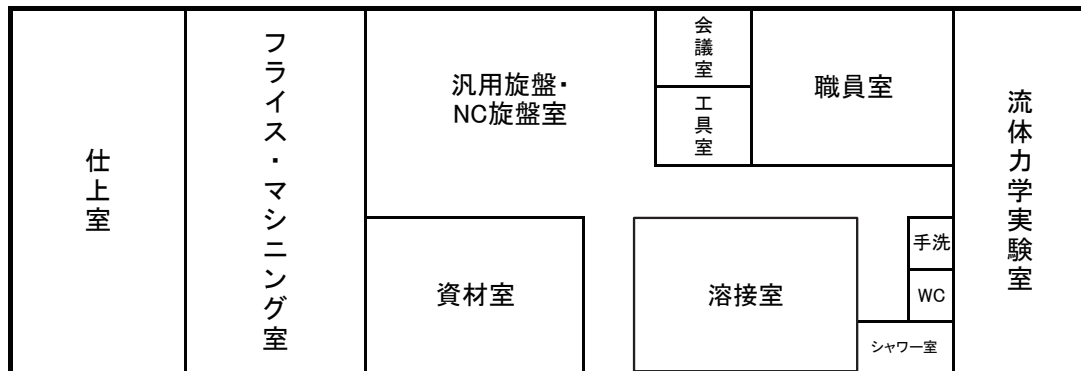 仕上室
フライス・マシニング室
汎用旋盤・
NC旋盤室
会議室
工具室
職員室
資材室
溶接室
手洗
WC
シャワー室
流体力学実験室